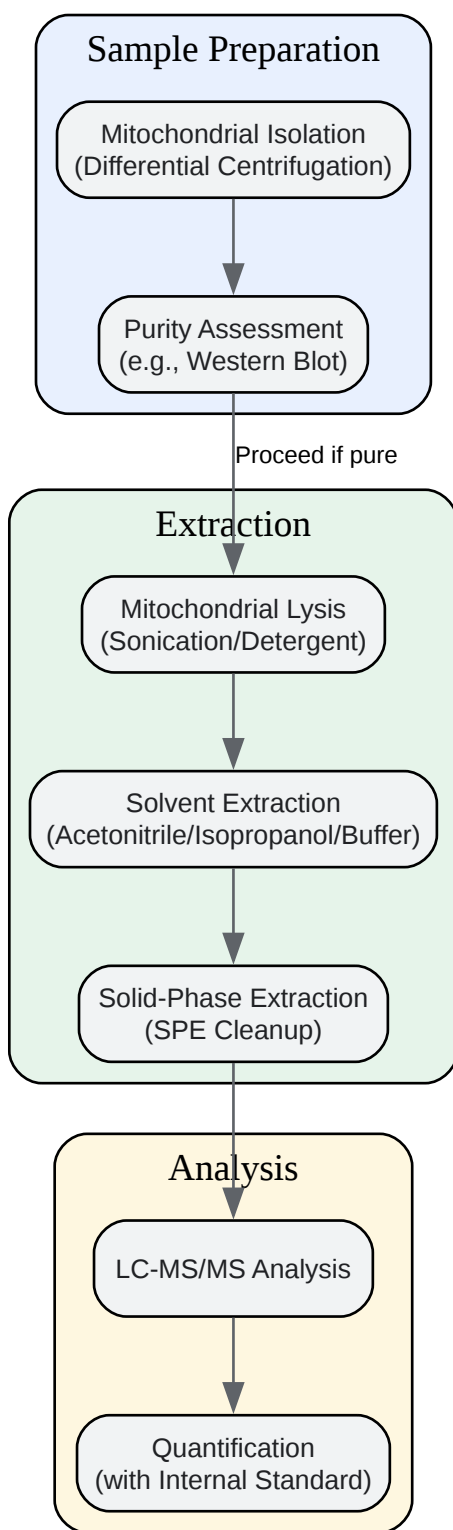 Sample Preparation
Mitochondrial Isolation
(Differential Centrifugation)
Purity Assessment
(e.g., Western Blot)
Proceed if pure
Extraction
Mitochondrial Lysis
(Sonication/Detergent)
Solvent Extraction
(Acetonitrile/Isopropanol/Buffer)
Solid-Phase Extraction
(SPE Cleanup)
Analysis
LC-MS/MS Analysis
Quantification
(with Internal Standard)